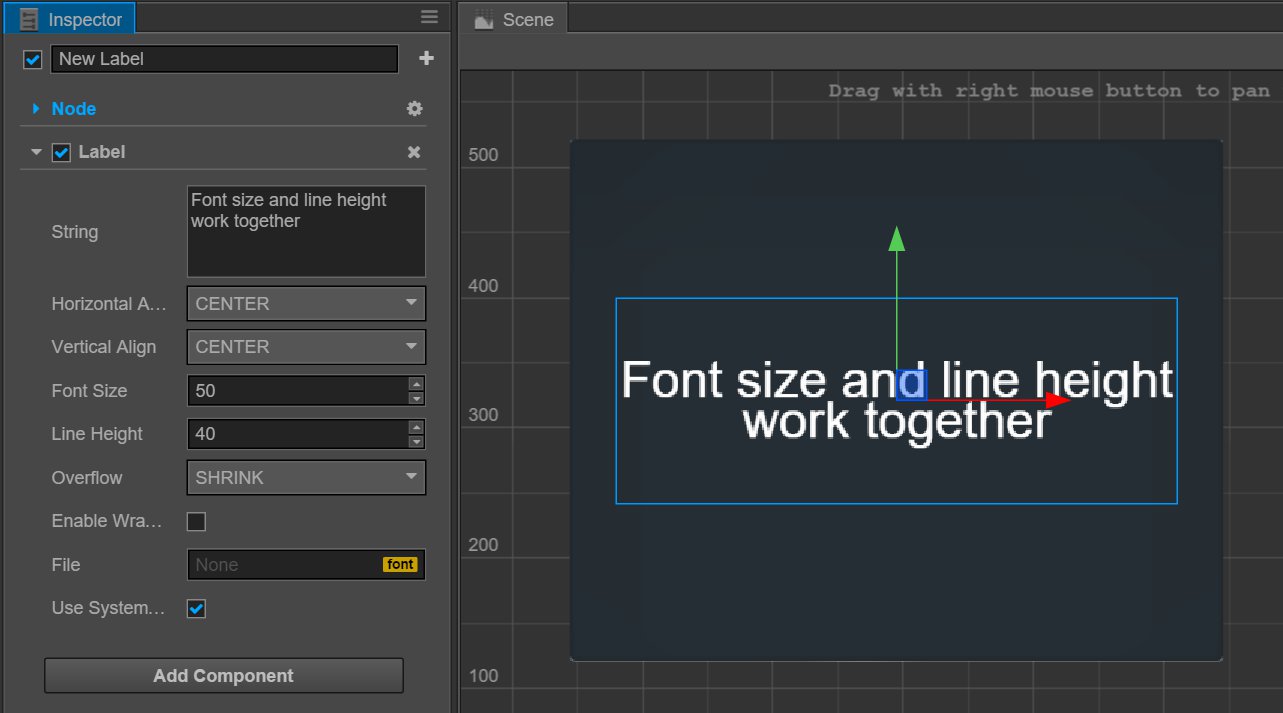 Inspector
New Label
Node
Label
String
Font size and line height
work together
Horizontal A...
CENTER
Vertical Align
CENTER
Font Size
50
Line Height
40
Overflow
SHRINK
Enable Wra...
File
None
font
Use System...
Add Component
Scene
Drag with right mouse button to pan
500
400
300
200
100
Font size and line height
work together